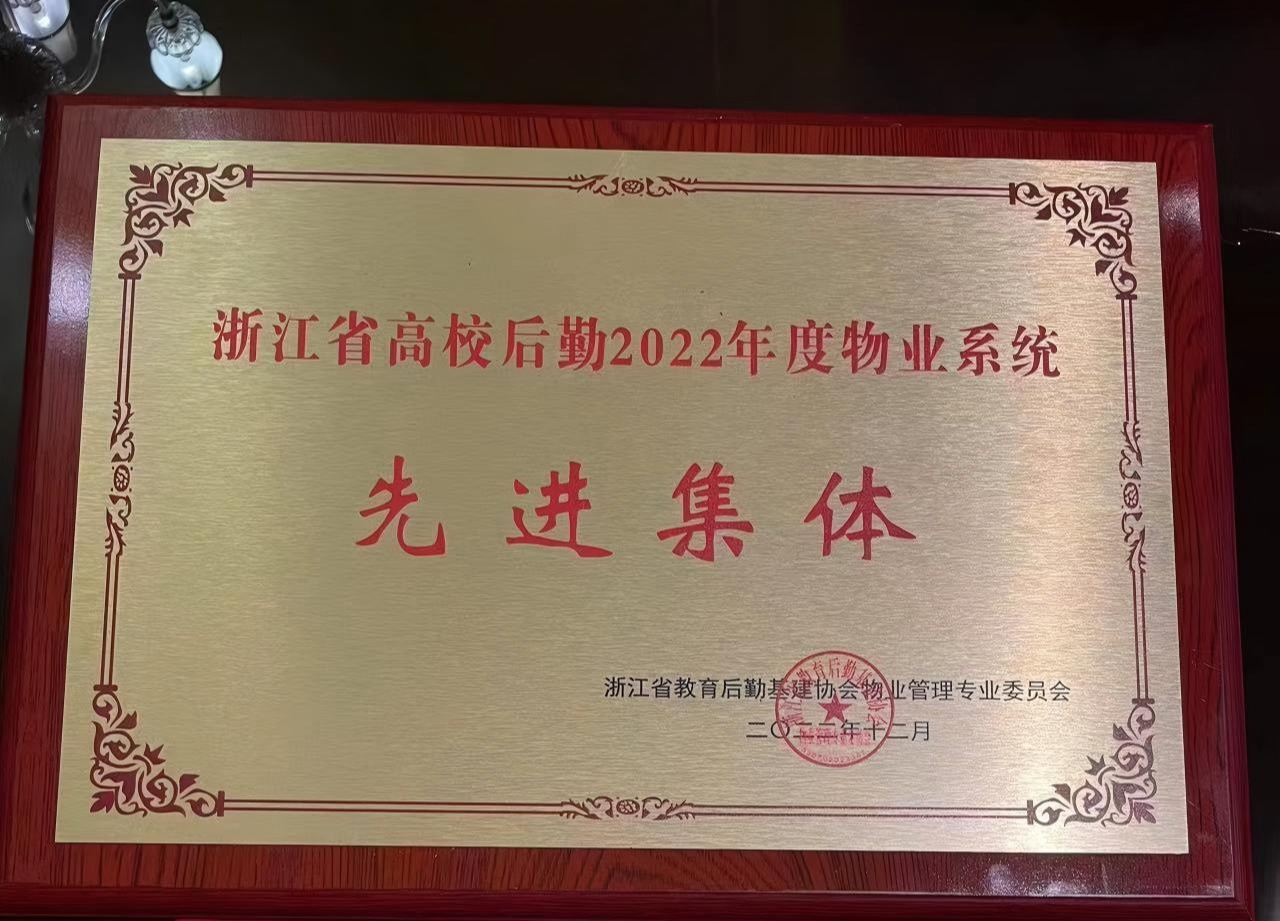 浙江省高校后勤2022年度物业系统
先进集体
浙江省教育后勤基建协会物业管理专业委员会
二〇二二年十二月